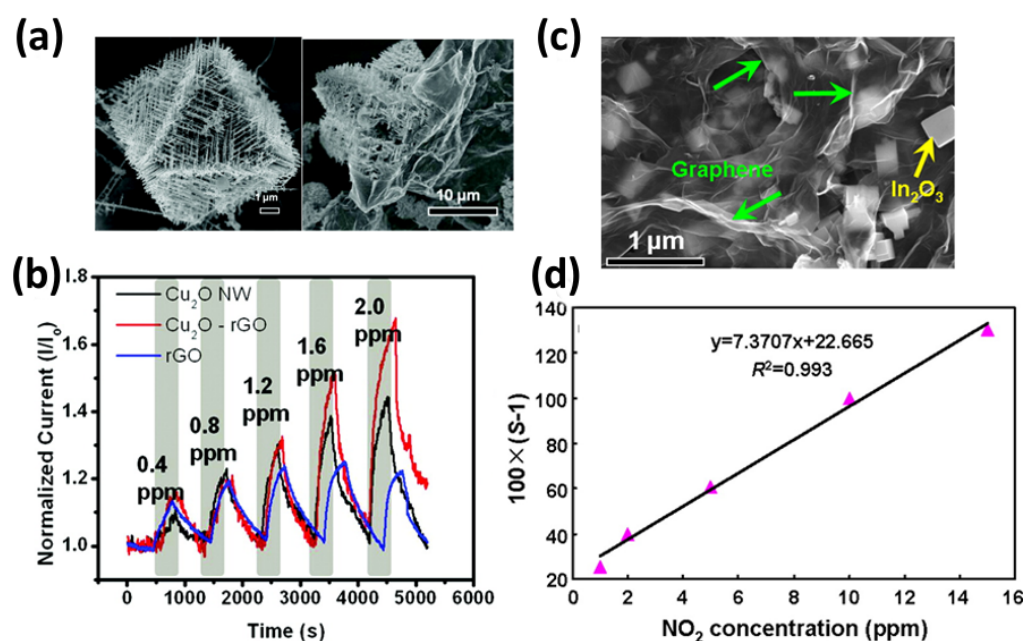 (a)
1 µm
10 µm
(c)
Graphene
In₂O₃
1 µm
(b)
Normalized Current (I/Iₒ)
1.8
1.6
1.4
1.2
1.0
Cu₂O NW
Cu₂O - rGO
rGO
0.4
ppm
0.8
ppm
1.2
ppm
1.6
ppm
2.0
ppm
0 1000 2000 3000 4000 5000 6000
Time (s)
(d)
100×(S-1)
140
120
100
80
60
40
20
y=7.3707x+22.665
R²=0.993
0 2 4 6 8 10 12 14 16
NO₂ concentration (ppm)